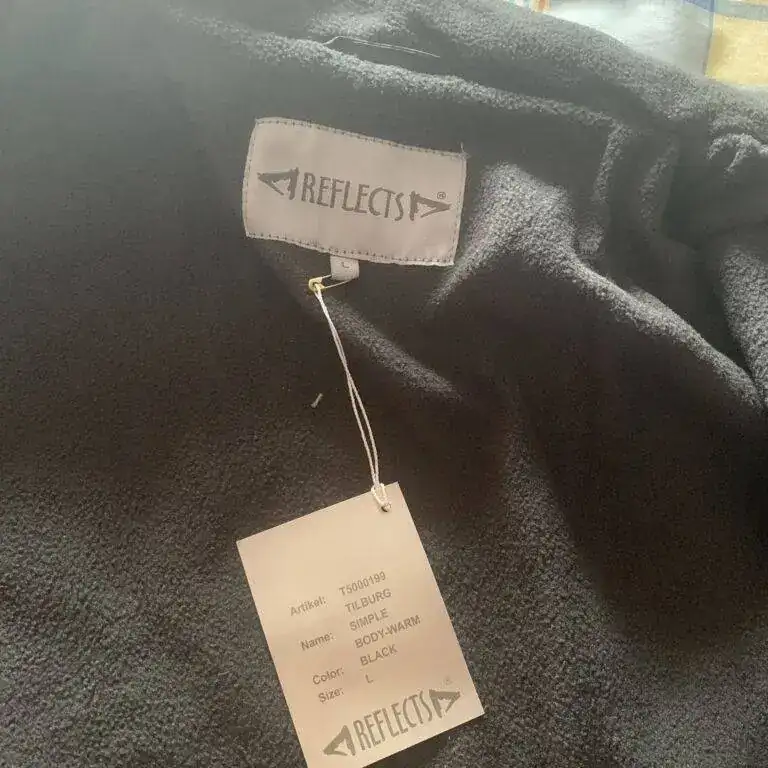 REFLECTS®
L
Artikel: T5000199
TILBURG
Name: SIMPLE
BODY-WARM
Color: BLACK
Size: L
REFLECTS®